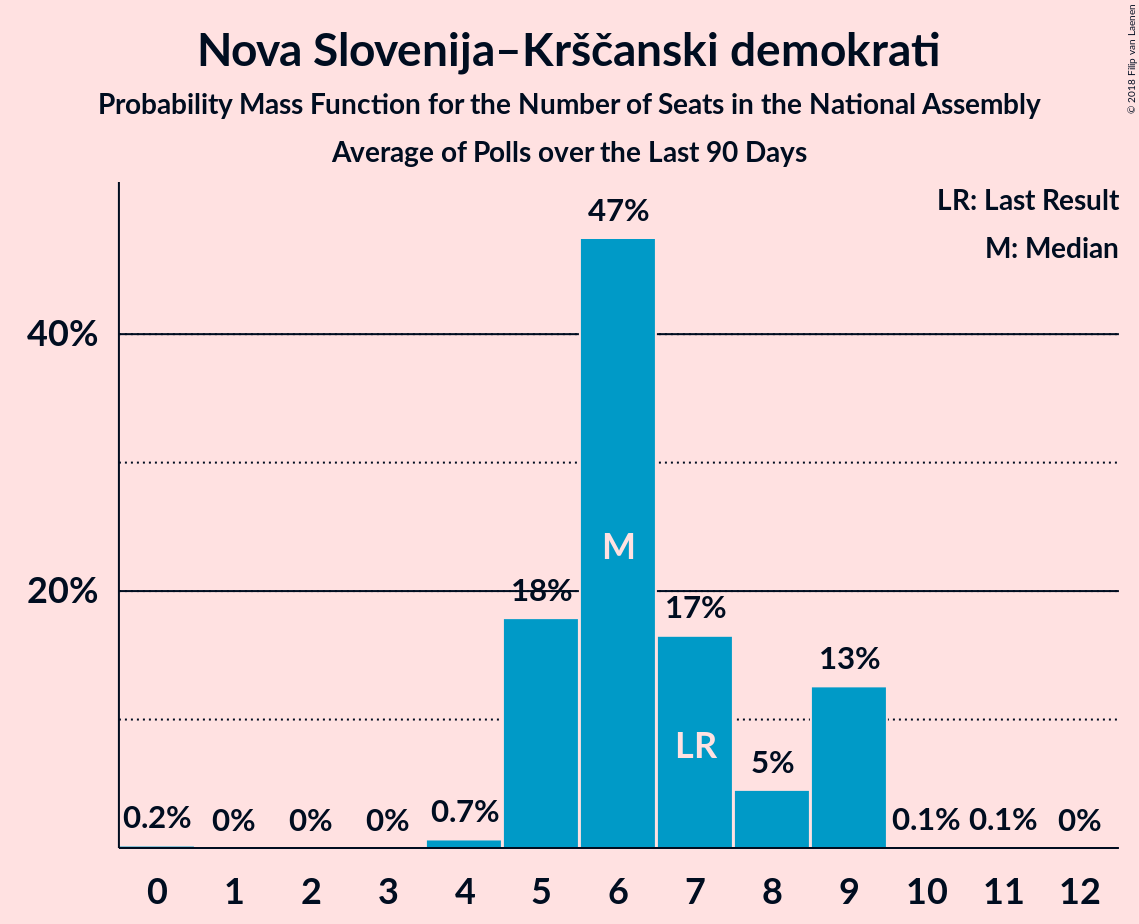 Nova Slovenija–Krščanski demokrati
Probability Mass Function for the Number of Seats in the National Assembly
Average of Polls over the Last 90 Days
© 2018 Filip van Laenen
LR: Last Result
M: Median
40%
20%
0.2%
0%
0%
0%
0.7%
18%
47%
17%
5%
13%
0.1%
0.1%
0%
M
LR
0 1 2 3 4 5 6 7 8 9 10 11 12